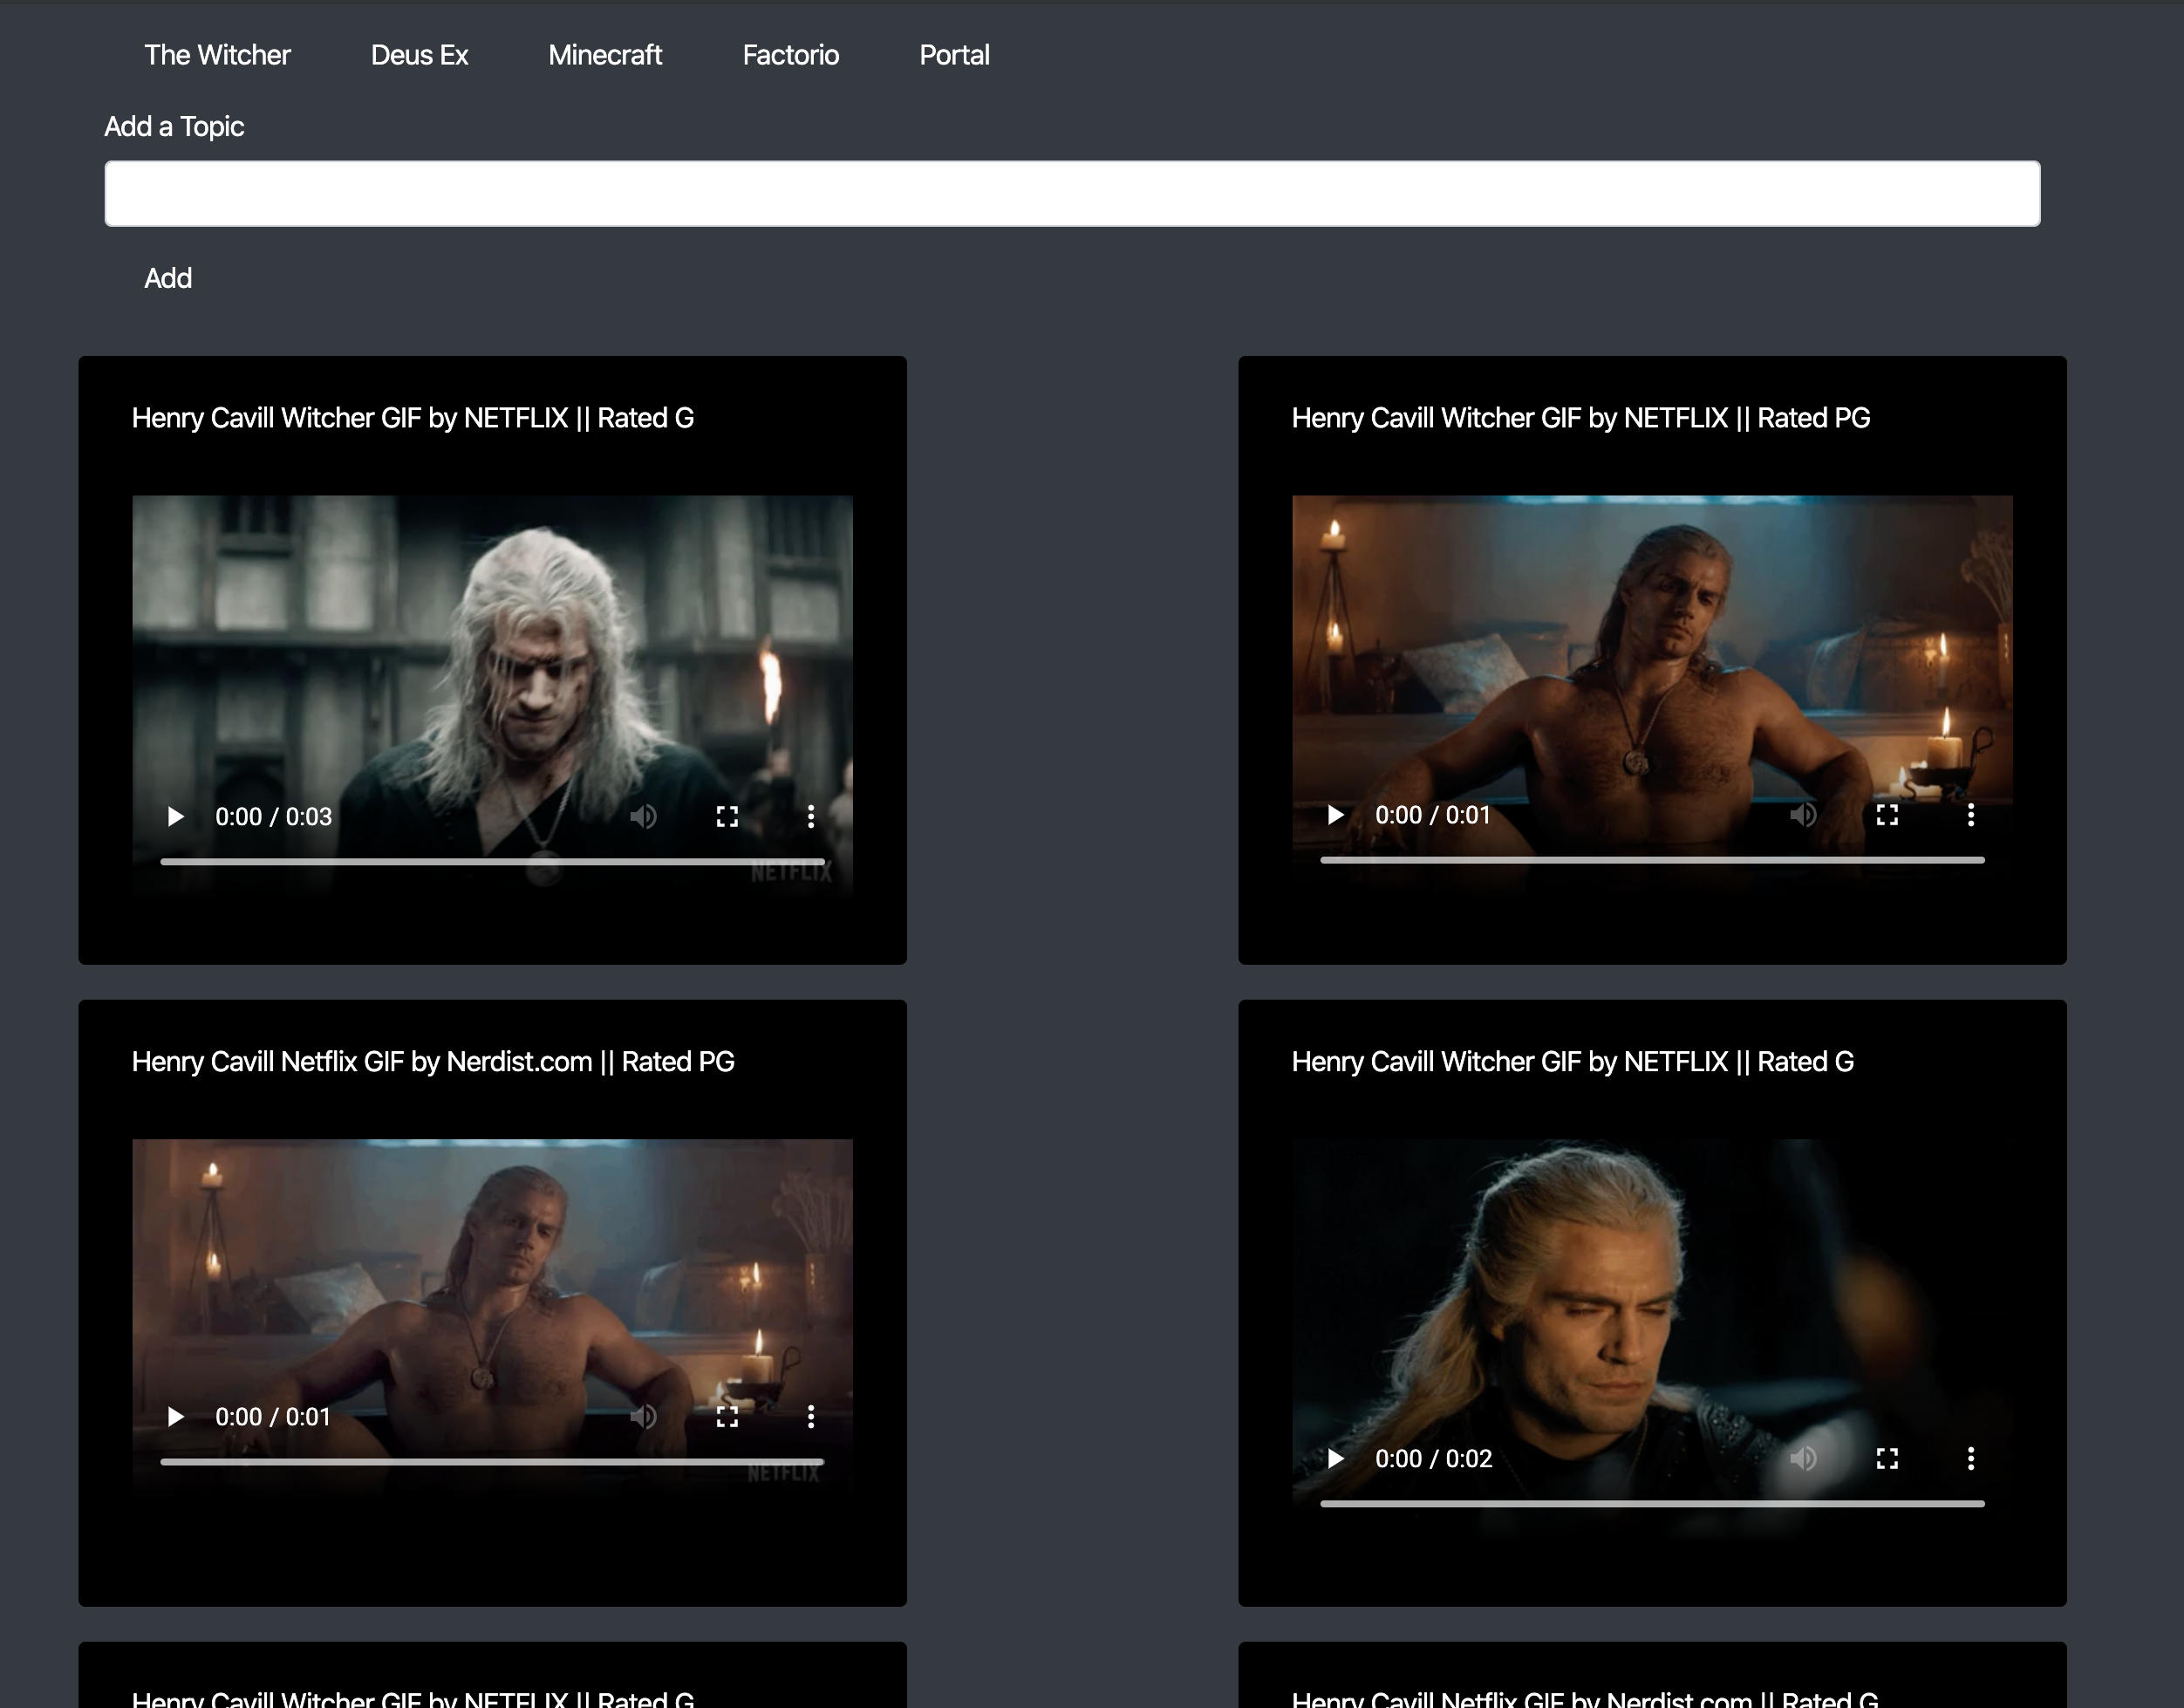 The Witcher Deus Ex Minecraft Factorio Portal
Add a Topic
Add
Henry Cavill Witcher GIF by NETFLIX || Rated G
0:00 / 0:03
NETFLIX
Henry Cavill Witcher GIF by NETFLIX || Rated PG
0:00 / 0:01
Henry Cavill Netflix GIF by Nerdist.com || Rated PG
0:00 / 0:01
NETFLIX
Henry Cavill Witcher GIF by NETFLIX || Rated G
0:00 / 0:02
Henry Cavill Witcher GIF by NETFLIX || Rated G
Henry Cavill Netflix GIF by Nerdist.com || Rated G